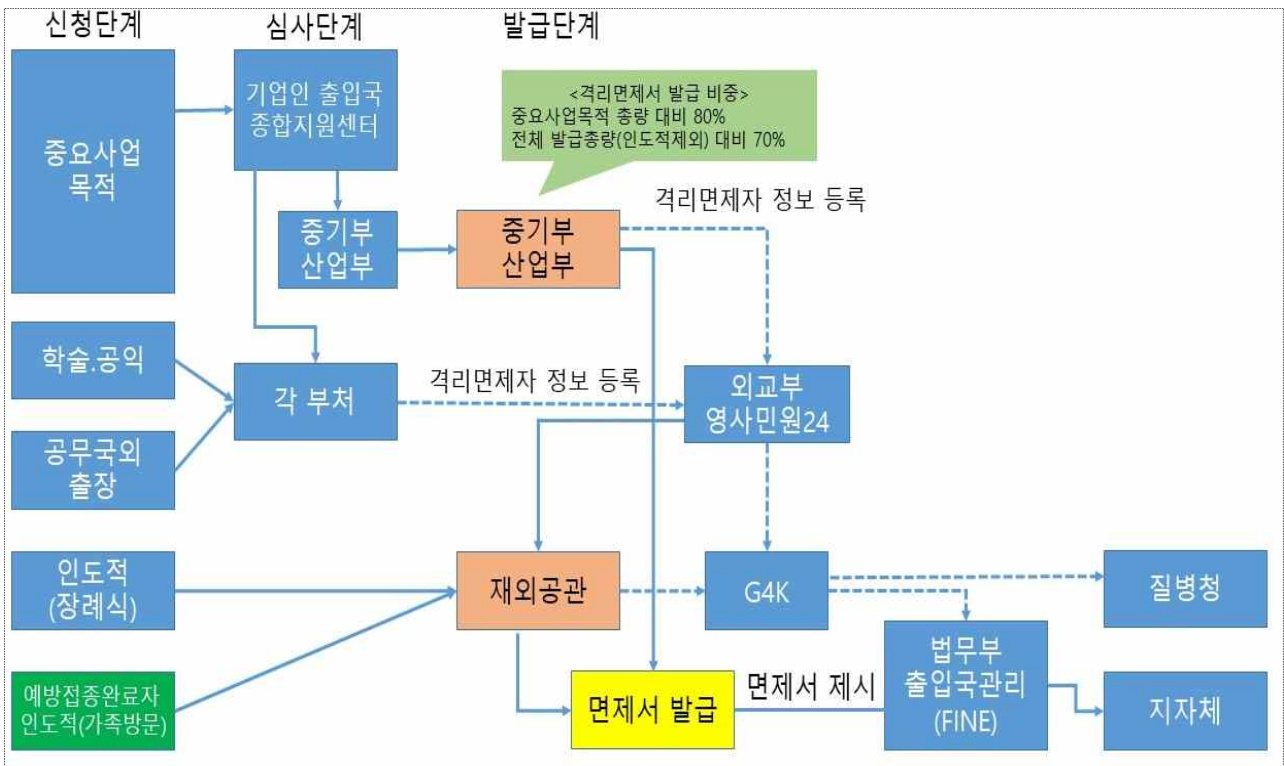 신청단계
심사단계
발급단계
중요사업
목적
기업인 출입국
종합지원센터
<격리면제서 발급 비중>
중요사업목적 총량 대비 80%
전체 발급총량(인도적제외) 대비 70%
중기부
산업부
중기부
산업부
격리면제자 정보 등록
학술.공익
각 부처
격리면제자 정보 등록
외교부
영사민원24
공무국외
출장
인도적
(장례식)
재외공관
G4K
질병청
예방접종완료자
인도적(가족방문)
면제서 발급
면제서 제시
법무부
출입국관리
(FINE)
지자체